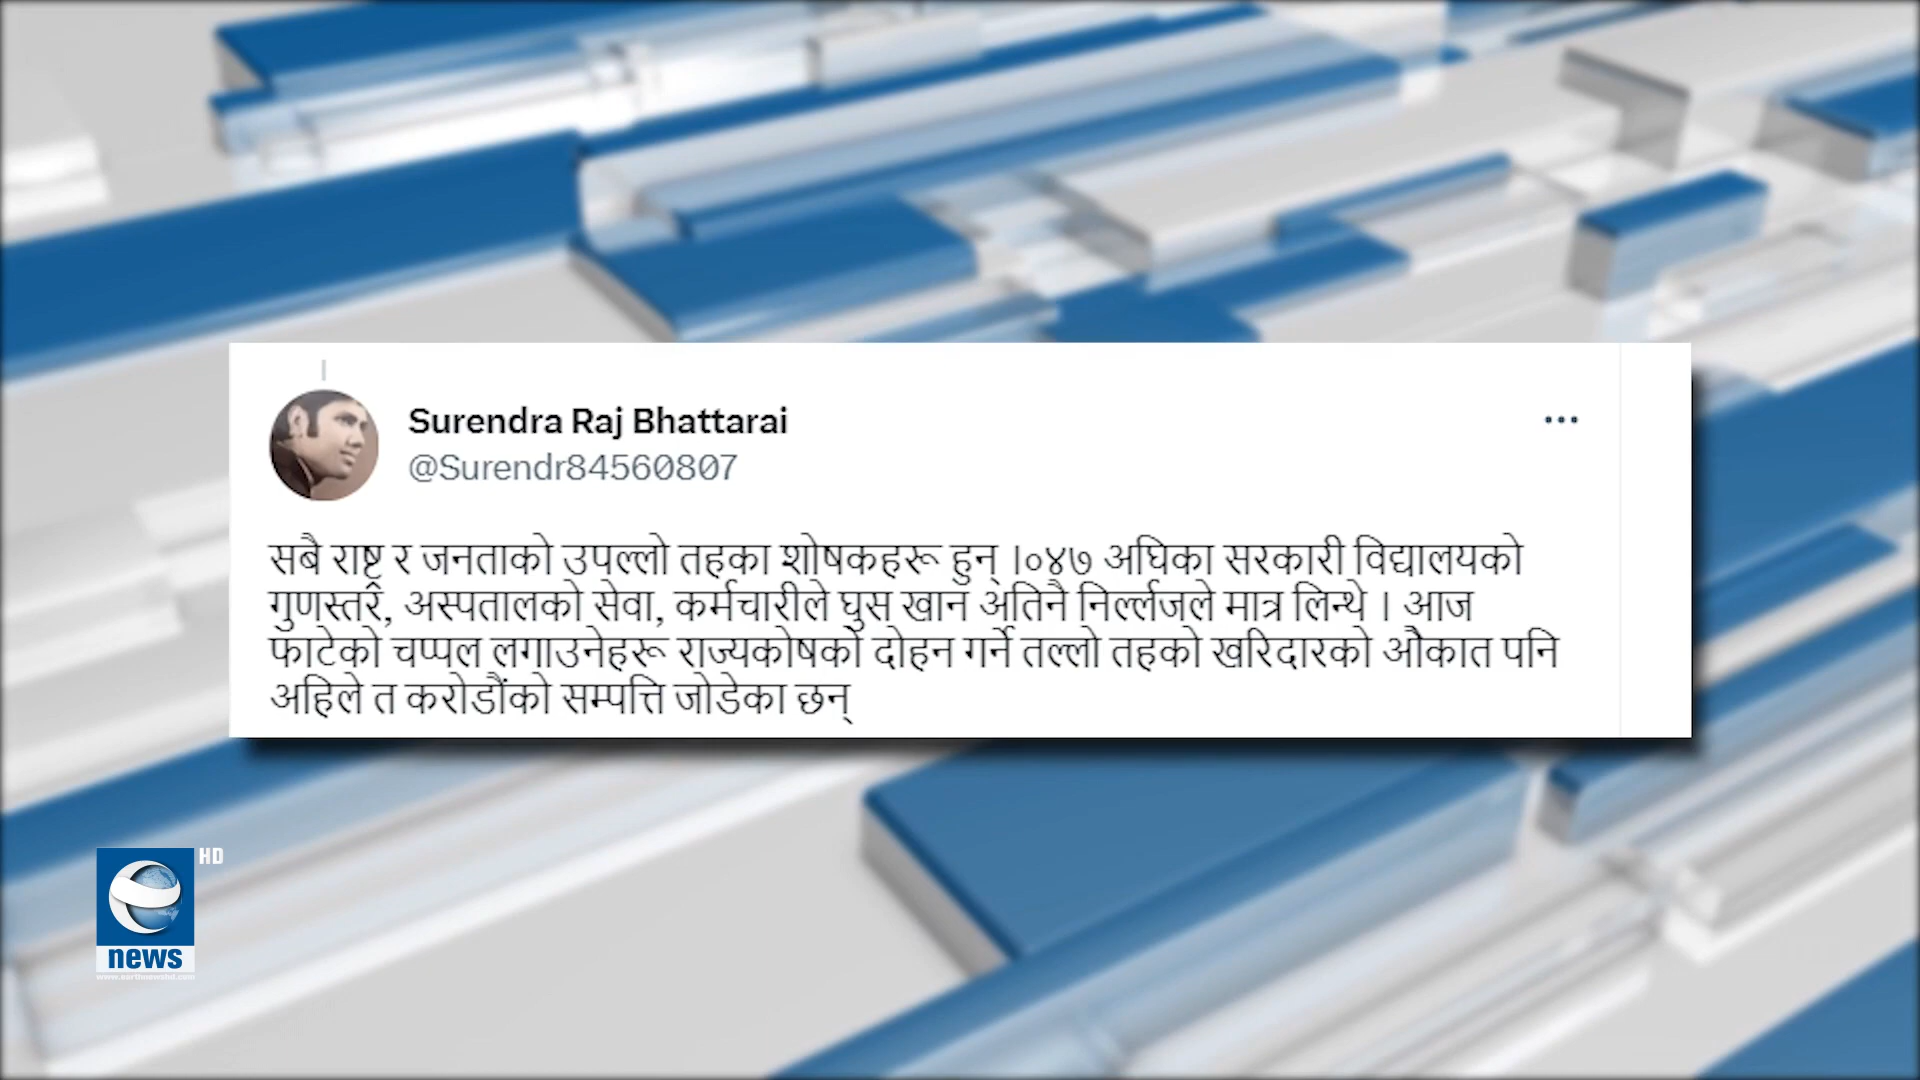 Surendra Raj Bhattarai
@Surendr84560807
सबै राष्ट्र र जनताको उपल्लो तहका शोषकहरू हुन् ।०४७ अघिका सरकारी विद्यालयको
गुणस्तर, अस्पतालको सेवा, कर्मचारीले घुस खान अतिनै निर्ल्लजले मात्र लिन्थे । आज
फाटेको चप्पल लगाउनेहरू राज्यकोषको दोहन गर्ने तल्लो तहको खरिदारको औकात पनि
अहिले त करोडौंको सम्पत्ति जोडेका छन्
HD
news